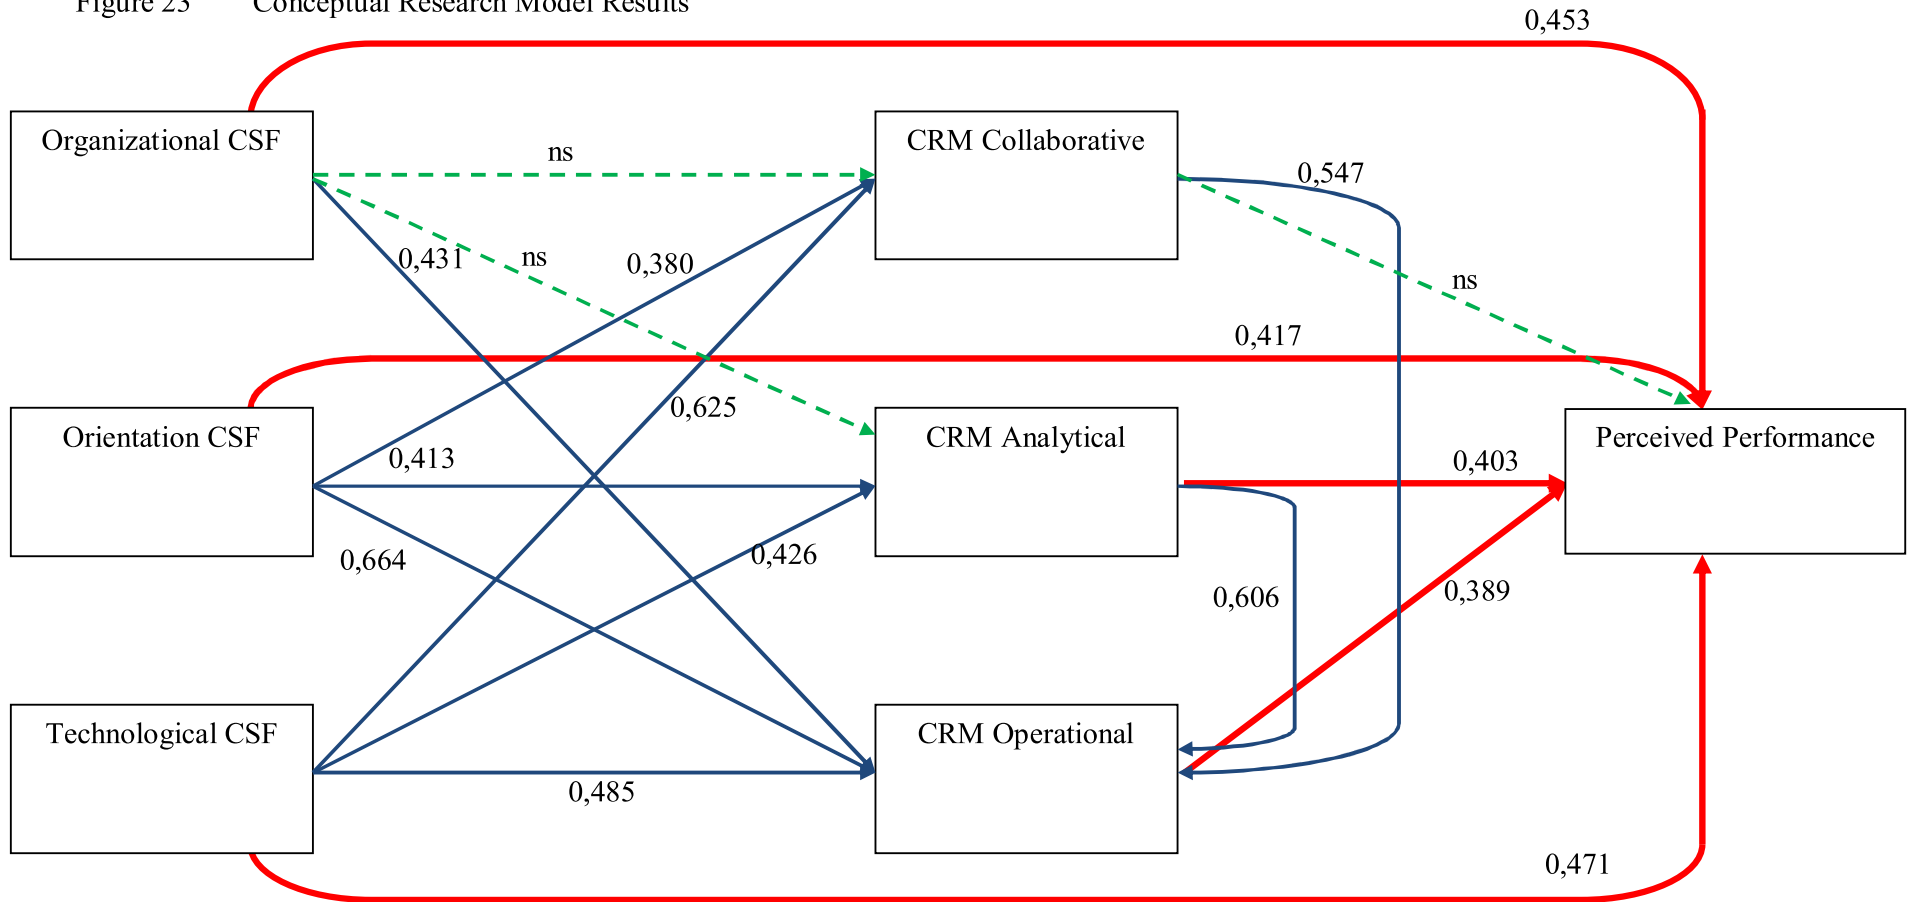 Figure 23 Conceptual Research Model Results
0,453
Organizational CSF
CRM Collaborative
ns
0,547
0,431
ns
0,380
ns
0,417
0,625
Orientation CSF
CRM Analytical
Perceived Performance
0,413
0,403
0,664
0,426
0,606
0,389
Technological CSF
CRM Operational
0,485
0,471